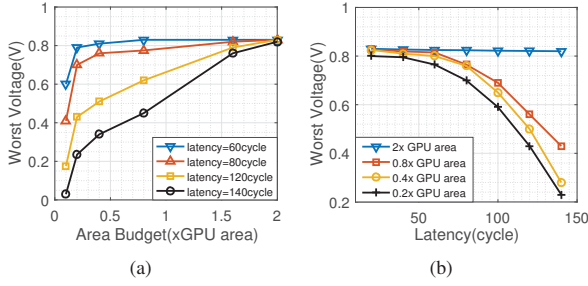 Worst Voltage(V)
1
0.8
0.6
0.4
0.2
0
0
0.5
1
1.5
2
latency=60cycle
latency=80cycle
latency=120cycle
latency=140cycle
Area Budget(xGPU area)
(a)
Worst Voltage(V)
1
0.8
0.6
0.4
0.2
50
100
150
2x GPU area
0.8x GPU area
0.4x GPU area
0.2x GPU area
Latency(cycle)
(b)